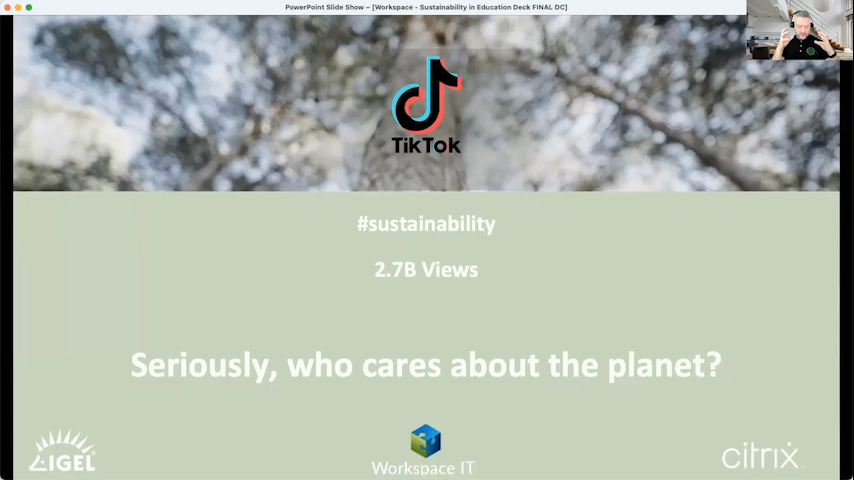 PowerPoint Slide Show – [Workspace - Sustainability in Education Deck FINAL DC]
TikTok
#sustainability
2.7B Views
Seriously, who cares about the planet?
IGEL
Workspace IT
citrix